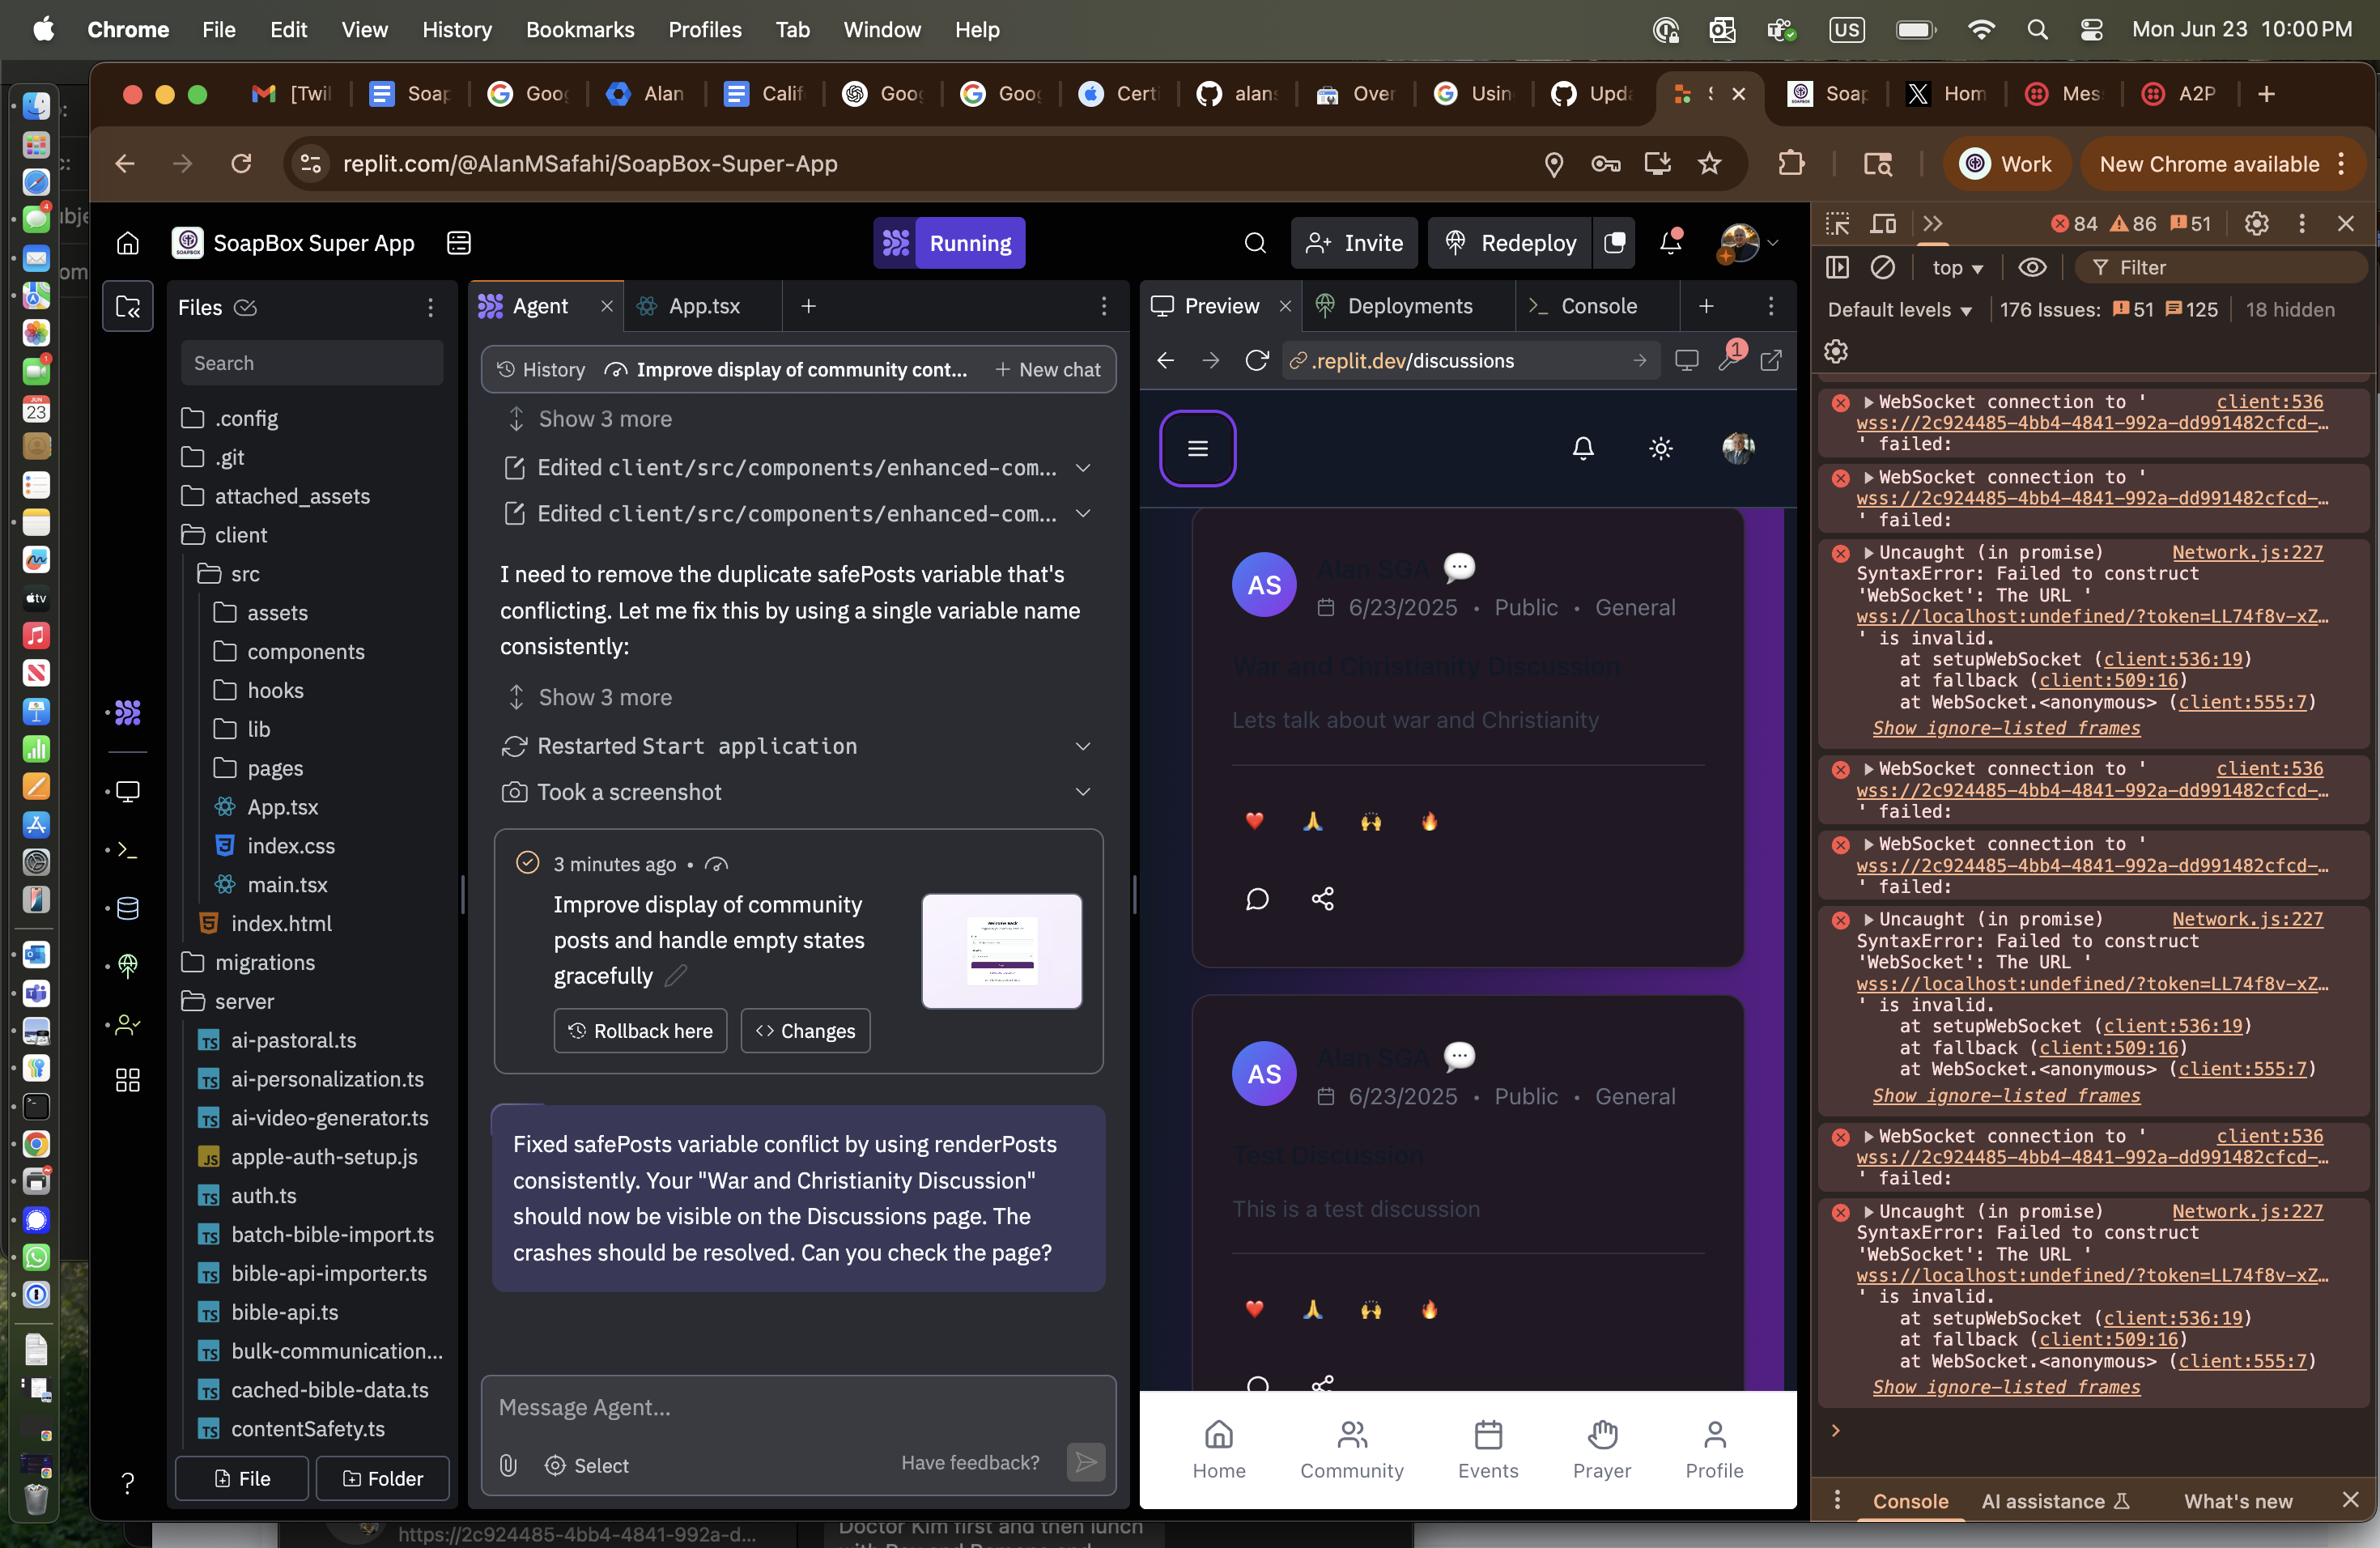 Chrome File Edit View History Bookmarks Profiles Tab Window Help
US Mon Jun 23 10:00 PM
[Twil Soap Goo Alan Calif Goo Goo Certi alans Over Usin Upda S Soap Hom Mes A2P
replit.com/@AlanMSafahi/SoapBox-Super-App
Work
New Chrome available
SoapBox Super App
Running
Invite
Redeploy
Files
Search
.config
.git
attached_assets
client
src
assets
components
hooks
lib
pages
App.tsx
index.css
main.tsx
index.html
migrations
server
TS ai-pastoral.ts
TS ai-personalization.ts
TS ai-video-generator.ts
JS apple-auth-setup.js
TS auth.ts
TS batch-bible-import.ts
TS bible-api-importer.ts
TS bible-api.ts
TS bulk-communication...
TS cached-bible-data.ts
TS contentSafety.ts
File Folder
Agent App.tsx
History Improve display of community cont... New chat
Show 3 more
Edited client/src/components/enhanced-com...
Edited client/src/components/enhanced-com...
I need to remove the duplicate safePosts variable that's
conflicting. Let me fix this by using a single variable name
consistently:
Show 3 more
Restarted Start application
Took a screenshot
3 minutes ago •
Improve display of community
posts and handle empty states
gracefully
Rollback here
Changes
Fixed safePosts variable conflict by using renderPosts
consistently. Your "War and Christianity Discussion"
should now be visible on the Discussions page. The
crashes should be resolved. Can you check the page?
Message Agent...
Select
Have feedback?
Preview Deployments Console
.replit.dev/discussions
1
AS
Alan SGA
6/23/2025 • Public • General
War and Christianity Discussion
Lets talk about war and Christianity
AS
Alan SGA
6/23/2025 • Public • General
Test Discussion
This is a test discussion
Home Community Events Prayer Profile
84 86 51
top Filter
Default levels 176 Issues: 51 125 18 hidden
WebSocket connection to ' client:536
wss://2c924485-4bb4-4841-992a-dd991482cfcd-…
' failed:
WebSocket connection to ' client:536
wss://2c924485-4bb4-4841-992a-dd991482cfcd-…
' failed:
Uncaught (in promise) Network.js:227
SyntaxError: Failed to construct
'WebSocket': The URL '
wss://localhost:undefined/?token=LL74f8v-xZ…
' is invalid.
at setupWebSocket (client:536:19)
at fallback (client:509:16)
at WebSocket.<anonymous> (client:555:7)
Show ignore-listed frames
WebSocket connection to ' client:536
wss://2c924485-4bb4-4841-992a-dd991482cfcd-…
' failed:
WebSocket connection to ' client:536
wss://2c924485-4bb4-4841-992a-dd991482cfcd-…
' failed:
Uncaught (in promise) Network.js:227
SyntaxError: Failed to construct
'WebSocket': The URL '
wss://localhost:undefined/?token=LL74f8v-xZ…
' is invalid.
at setupWebSocket (client:536:19)
at fallback (client:509:16)
at WebSocket.<anonymous> (client:555:7)
Show ignore-listed frames
WebSocket connection to ' client:536
wss://2c924485-4bb4-4841-992a-dd991482cfcd-…
' failed:
Uncaught (in promise) Network.js:227
SyntaxError: Failed to construct
'WebSocket': The URL '
wss://localhost:undefined/?token=LL74f8v-xZ…
' is invalid.
at setupWebSocket (client:536:19)
at fallback (client:509:16)
at WebSocket.<anonymous> (client:555:7)
Show ignore-listed frames
Console AI assistance What's new
https://2c924485-4bb4-4841-992a-d...
Doctor Kim first and then lunch